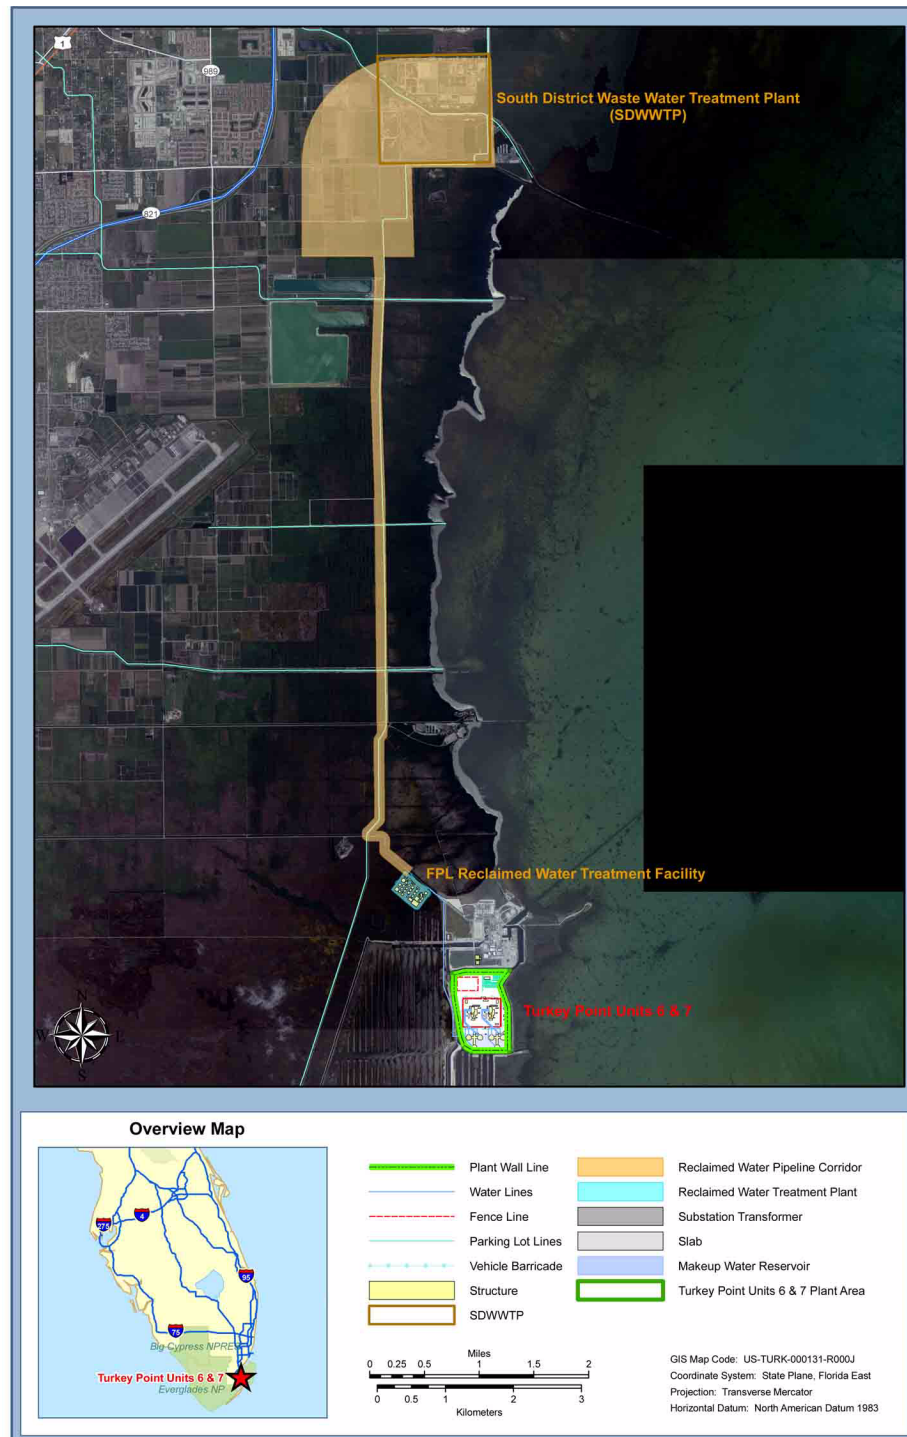 1
989
South District Waste Water Treatment Plant
(SDWWTP)
821
FPL Reclaimed Water Treatment Facility
Turkey Point Units 6 & 7
N
W
E
S
Overview Map
275
4
95
75
Big Cypress NPRES
Turkey Point Units 6 & 7
Everglades NP
Plant Wall Line
Water Lines
Fence Line
Parking Lot Lines
Vehicle Barricade
Structure
SDWWTP
Reclaimed Water Pipeline Corridor
Reclaimed Water Treatment Plant
Substation Transformer
Slab
Makeup Water Reservoir
Turkey Point Units 6 & 7 Plant Area
Miles
0 0.25 0.5 1 1.5 2
0 0.5 1 2 3
Kilometers
GIS Map Code: US-TURK-000131-R000J
Coordinate System: State Plane, Florida East
Projection: Transverse Mercator
Horizontal Datum: North American Datum 1983